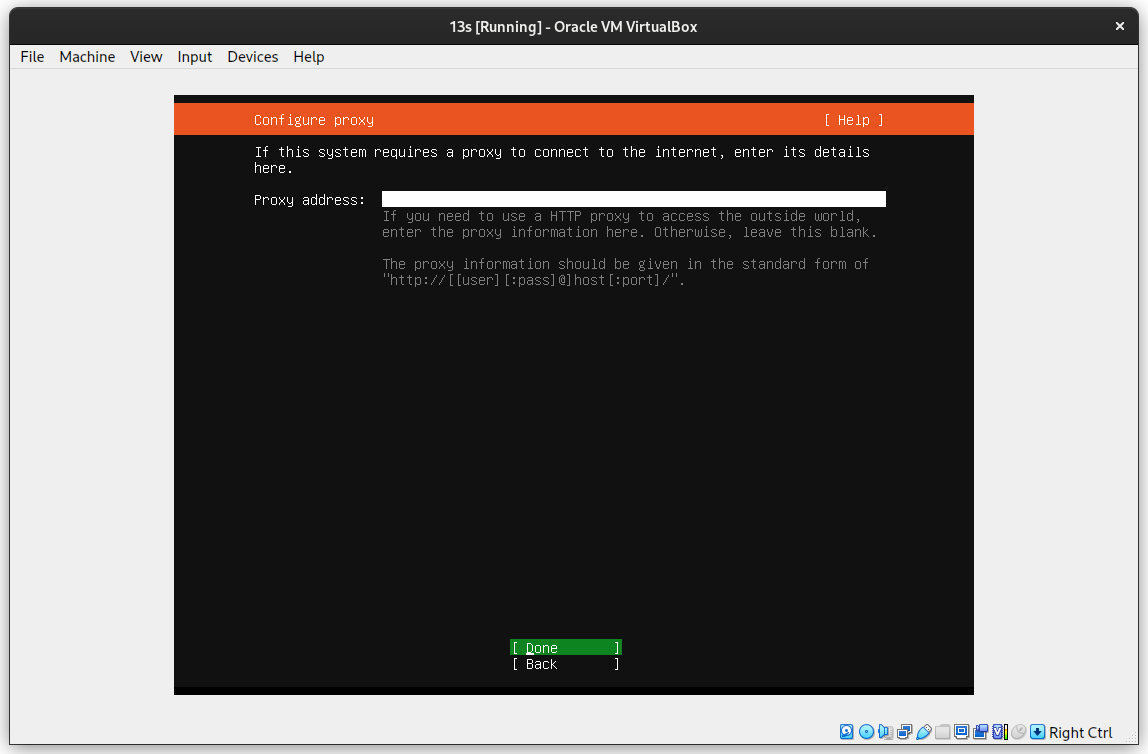 13s [Running] - Oracle VM VirtualBox
File Machine View Input Devices Help
Configure proxy [ Help ]
If this system requires a proxy to connect to the internet, enter its details
here.
Proxy address:
If you need to use a HTTP proxy to access the outside world,
enter the proxy information here. Otherwise, leave this blank.
The proxy information should be given in the standard form of
"http://[[user][:pass]@]host[:port]/".
[ Done ]
[ Back ]
Right Ctrl